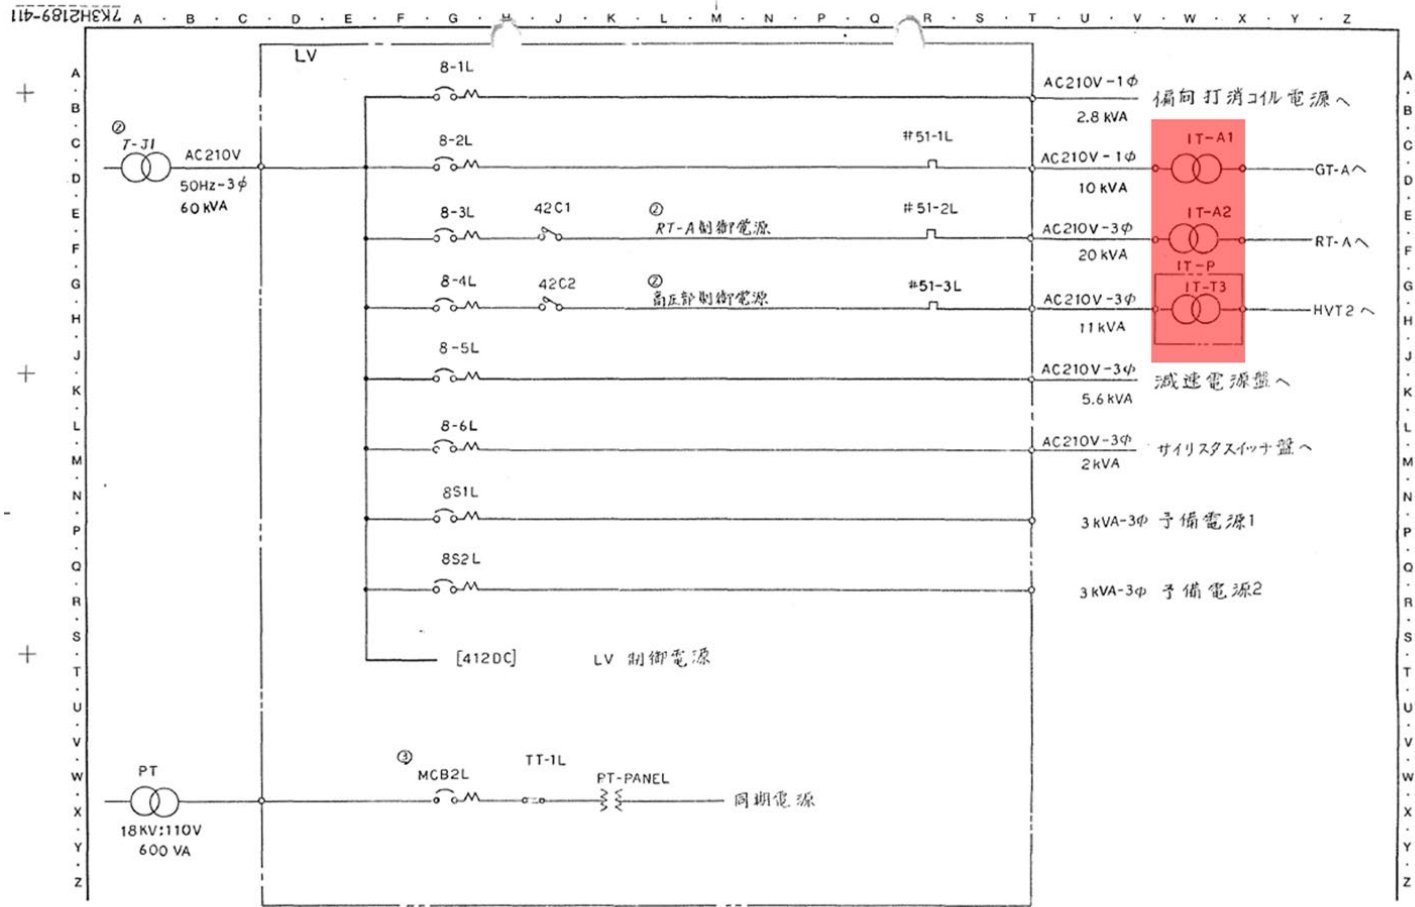 7K3H2189-411
A · B · C · D · E · F · G · H · J · K · L · M · N · P · Q · R · S · T · U · V · W · X · Y · Z
LV
8-1L
AC210V-1φ
2.8 kVA
偏向打消コイル電源へ
②
T-J1
AC210V
50Hz-3φ
60 kVA
8-2L
#51-1L
AC210V-1φ
10 kVA
IT-A1
GT-Aへ
8-3L
42C1
②
RT-A制御電源
#51-2L
AC210V-3φ
20 kVA
IT-A2
RT-Aへ
8-4L
42C2
②
高圧部制御電源
#51-3L
AC210V-3φ
11 kVA
IT-P
IT-T3
HVT2へ
8-5L
AC210V-3φ
5.6 kVA
減速電源盤へ
8-6L
AC210V-3φ
2 kVA
サイリスタスイッチ盤へ
8S1L
3 kVA-3φ 予備電源1
8S2L
3 kVA-3φ 予備電源2
[412DC]
LV 制御電源
PT
18KV:110V
600 VA
③
MCB2L
TT-1L
PT-PANEL
同期電源
A · B · C · D · E · F · G · H · J · K · L · M · N · P · Q · R · S · T · U · V · W · X · Y · Z
A · B · C · D · E · F · G · H · J · K · L · M · N · P · Q · R · S · T · U · V · W · X · Y · Z